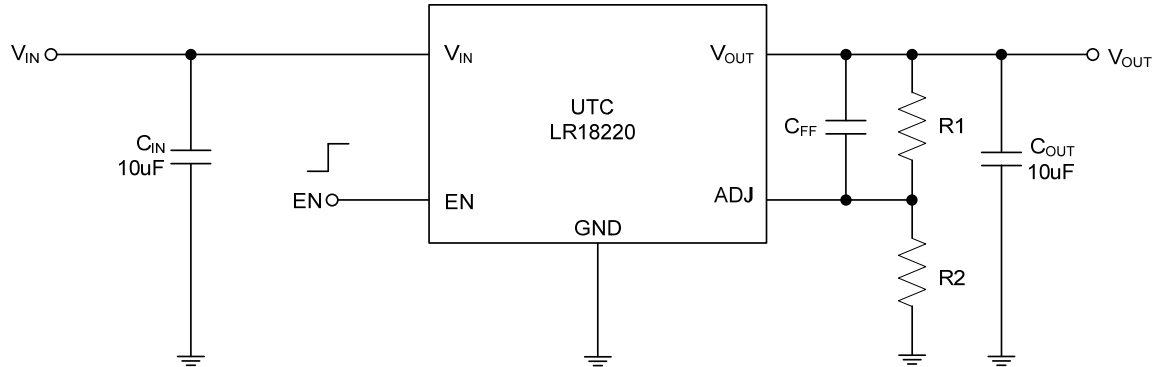 VIN
VIN
CIN
10uF
EN
EN
UTC
LR18220
GND
VOUT
ADJ
CFF
R1
R2
COUT
10uF
VOUT